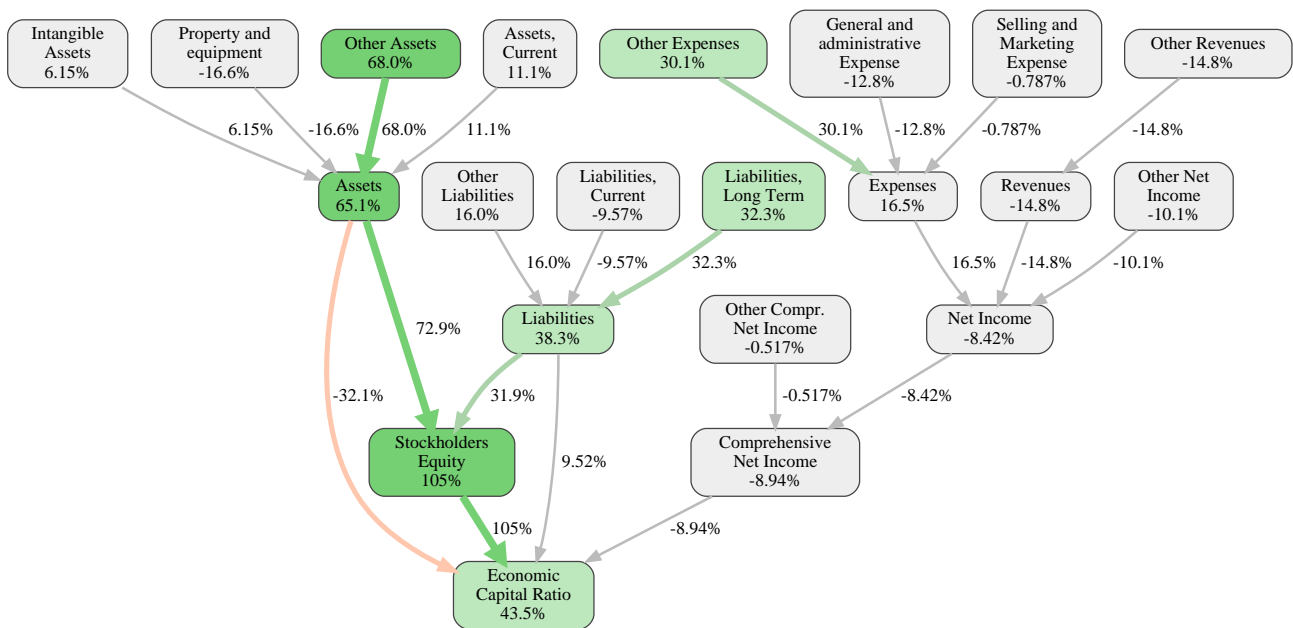 Intangible
Assets
6.15%
Property and
equipment
-16.6%
Other Assets
68.0%
Assets,
Current
11.1%
Other Expenses
30.1%
General and
administrative
Expense
-12.8%
Selling and
Marketing
Expense
-0.787%
Other Revenues
-14.8%
6.15%
-16.6%
68.0%
11.1%
30.1%
-12.8%
-0.787%
-14.8%
Assets
65.1%
Other
Liabilities
16.0%
Liabilities,
Current
-9.57%
Liabilities,
Long Term
32.3%
Expenses
16.5%
Revenues
-14.8%
Other Net
Income
-10.1%
16.0%
-9.57%
32.3%
16.5%
-14.8%
-10.1%
Liabilities
38.3%
Other Compr.
Net Income
-0.517%
Net Income
-8.42%
72.9%
-32.1%
31.9%
-0.517%
-8.42%
Stockholders
Equity
105%
9.52%
Comprehensive
Net Income
-8.94%
105%
-8.94%
Economic
Capital Ratio
43.5%